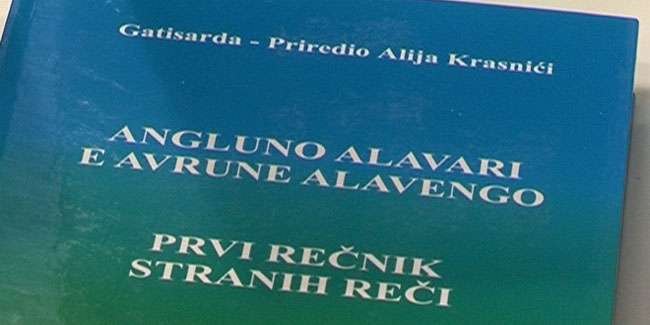 Gatisarda - Priredio Alija Krasnići
ANGLUNO ALAVARI
E AVRUNE ALAVENGO
PRVI REČNIK
STRANIH REČI